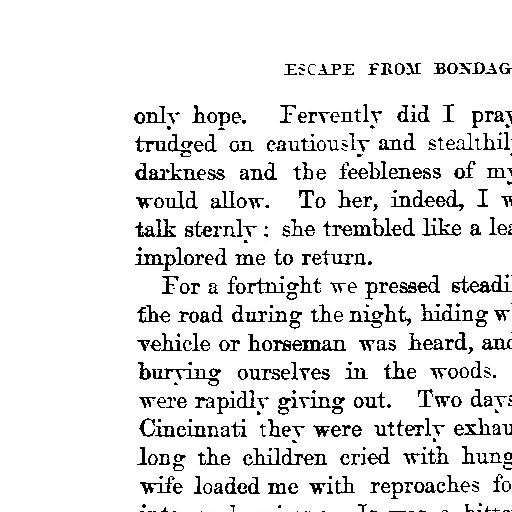 ESCAPE FROM BONDAG
only hope. Fervently did I pray
trudged on cautiously and stealthil
darkness and the feebleness of my
would allow. To her, indeed, I w
talk sternly : she trembled like a lea
implored me to return.
For a fortnight we pressed steadi
the road during the night, hiding w
vehicle or horseman was heard, and
burying ourselves in the woods.
were rapidly giving out. Two days
Cincinnati they were utterly exhau
long the children cried with hung
wife loaded me with reproaches fo